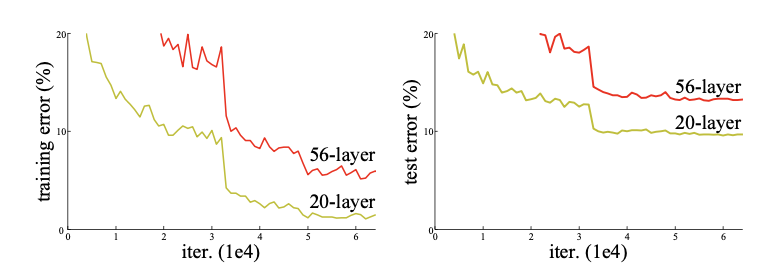 training error (%)
20
10
0
0 1 2 3 4 5 6
iter. (1e4)
56-layer
20-layer
test error (%)
20
10
0
0 1 2 3 4 5 6
iter. (1e4)
56-layer
20-layer